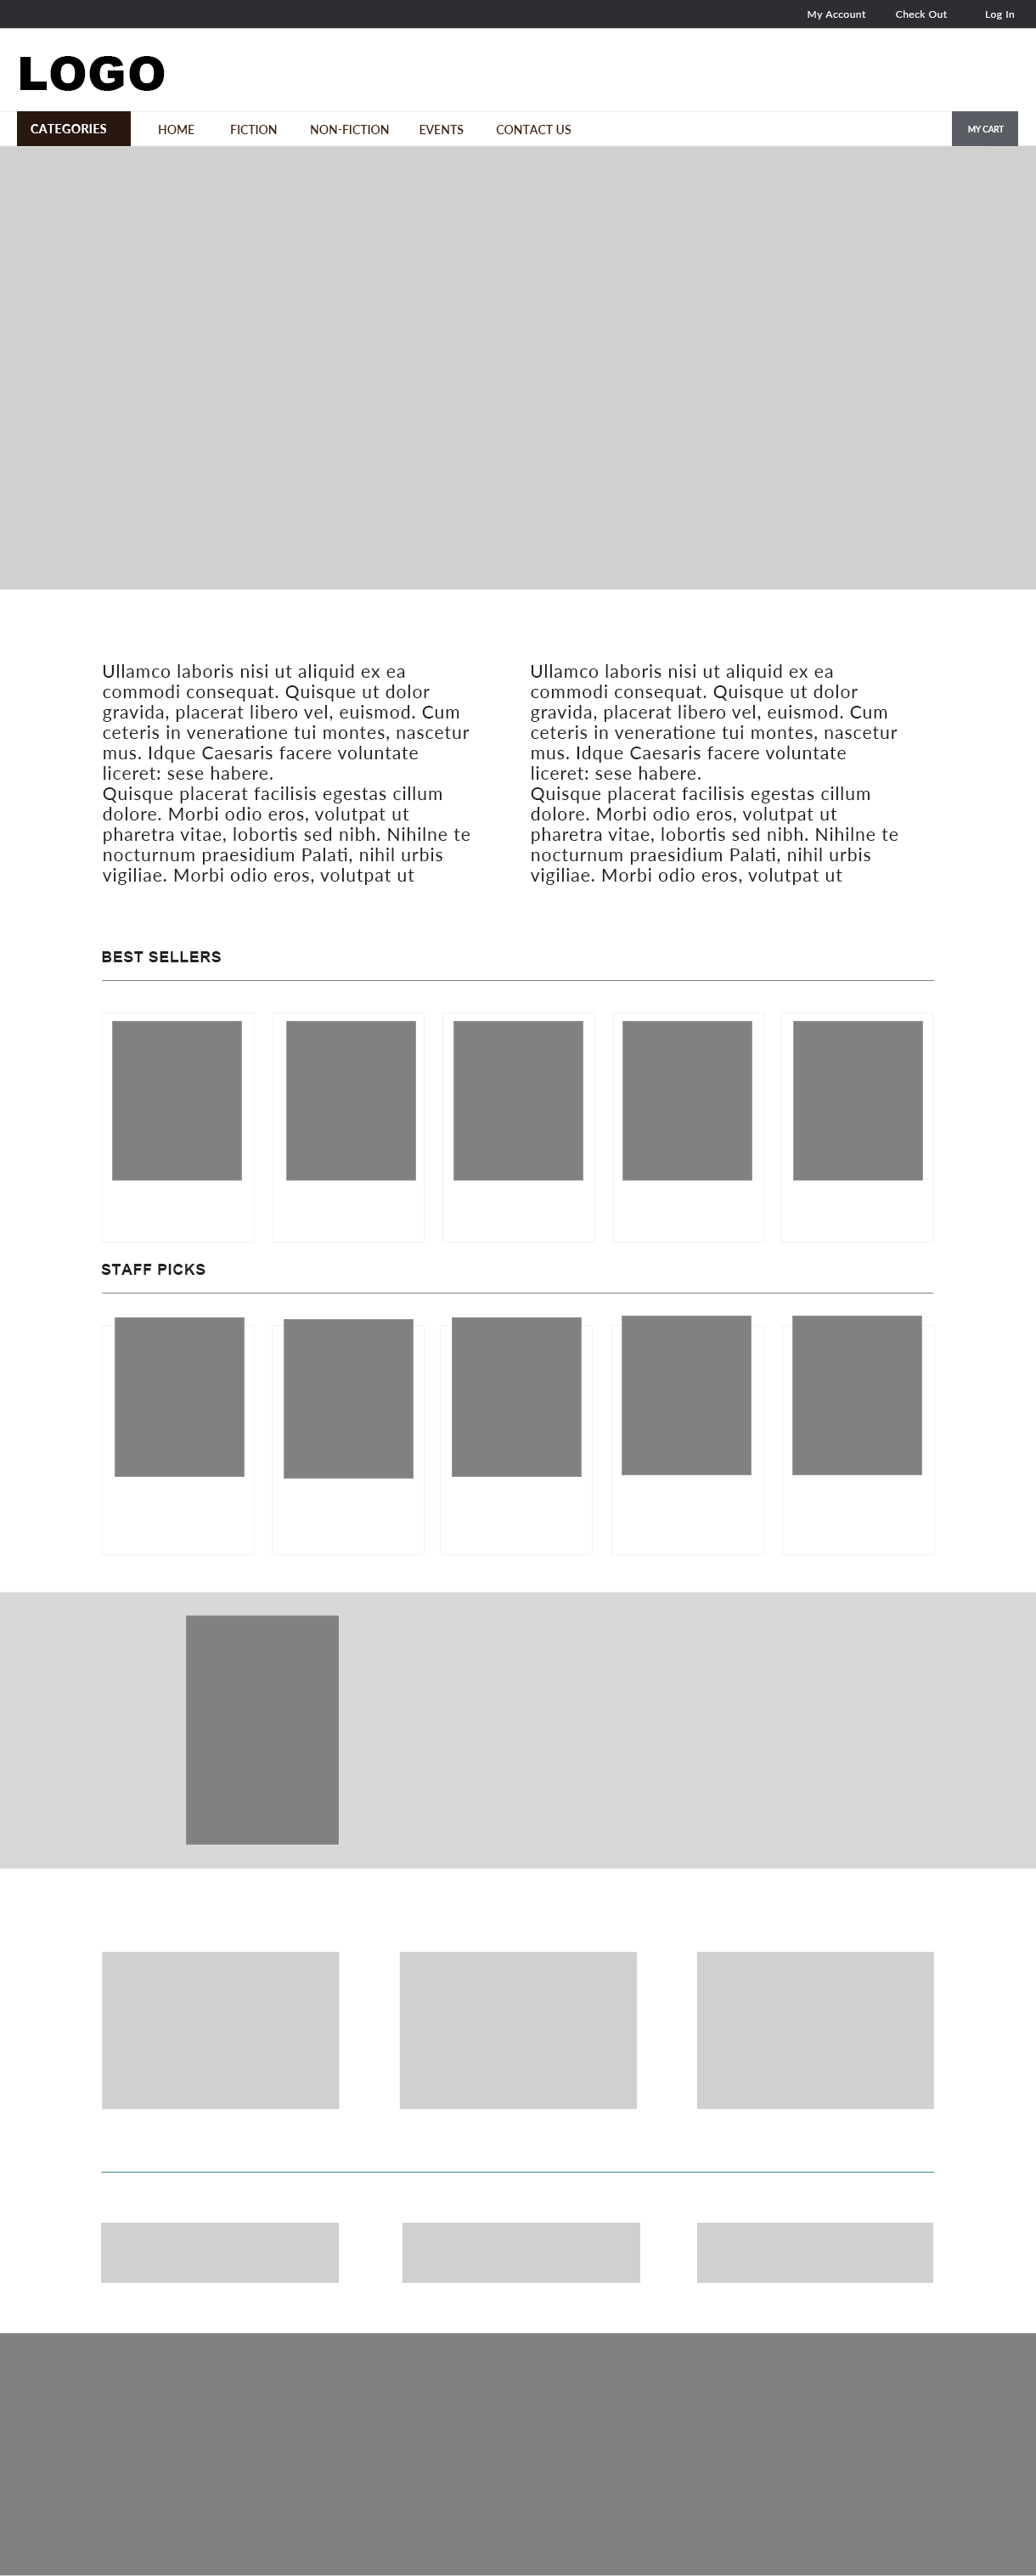 My Account Check Out Log In
LOGO
CATEGORIES HOME FICTION NON-FICTION EVENTS CONTACT US MY CART
Ullamco laboris nisi ut aliquid ex ea
commodi consequat. Quisque ut dolor
gravida, placerat libero vel, euismod. Cum
ceteris in veneratione tui montes, nascetur
mus. Idque Caesaris facere voluntate
liceret: sese habere.
Quisque placerat facilisis egestas cillum
dolore. Morbi odio eros, volutpat ut
pharetra vitae, lobortis sed nibh. Nihilne te
nocturnum praesidium Palati, nihil urbis
vigiliae. Morbi odio eros, volutpat ut
Ullamco laboris nisi ut aliquid ex ea
commodi consequat. Quisque ut dolor
gravida, placerat libero vel, euismod. Cum
ceteris in veneratione tui montes, nascetur
mus. Idque Caesaris facere voluntate
liceret: sese habere.
Quisque placerat facilisis egestas cillum
dolore. Morbi odio eros, volutpat ut
pharetra vitae, lobortis sed nibh. Nihilne te
nocturnum praesidium Palati, nihil urbis
vigiliae. Morbi odio eros, volutpat ut
BEST SELLERS
STAFF PICKS